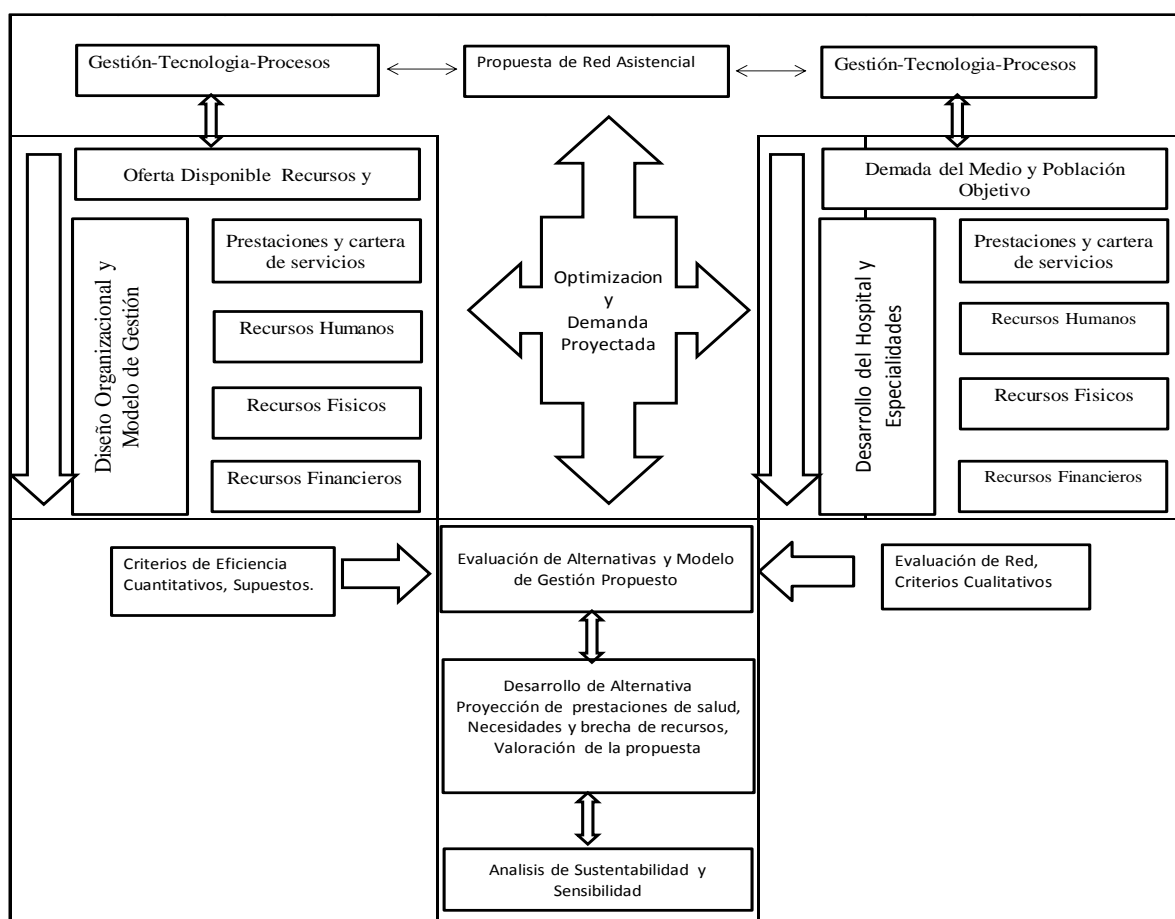 Gestión-Tecnologia-Procesos
Propuesta de Red Asistencial
Gestión-Tecnologia-Procesos
Oferta Disponible Recursos y
Diseño Organizacional y
Modelo de Gestión
Prestaciones y cartera
de servicios
Recursos Humanos
Recursos Fisicos
Recursos Financieros
Optimizacion
y
Demanda
Proyectada
Demada del Medio y Población
Objetivo
Desarrollo del Hospital y
Especialidades
Prestaciones y cartera
de servicios
Recursos Humanos
Recursos Fisicos
Recursos Financieros
Criterios de Eficiencia
Cuantitativos, Supuestos.
Evaluación de Alternativas y Modelo
de Gestión Propuesto
Evaluación de Red,
Criterios Cualitativos
Desarrollo de Alternativa
Proyección de prestaciones de salud,
Necesidades y brecha de recursos,
Valoración de la propuesta
Analisis de Sustentabilidad y
Sensibilidad